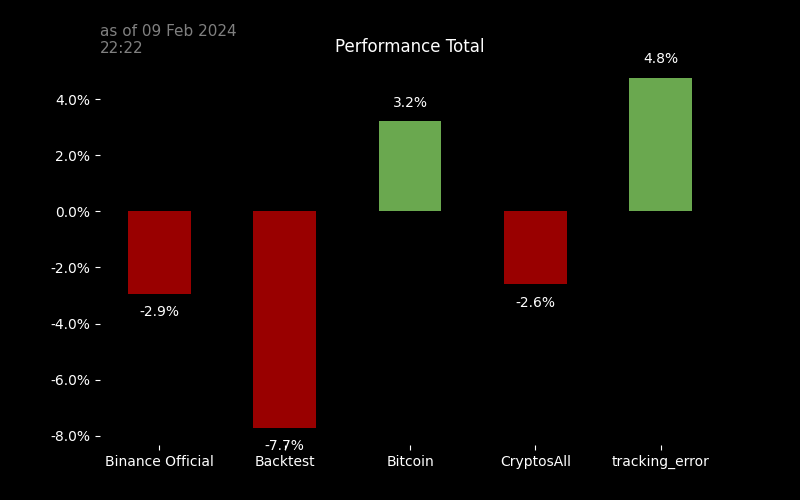 as of 09 Feb 2024
22:22
Performance Total
4.8%
4.0%
3.2%
2.0%
0.0%
-2.0%
-2.9%
-2.6%
-4.0%
-6.0%
-8.0%
-7.7%
Binance Official
Backtest
Bitcoin
CryptosAll
tracking_error